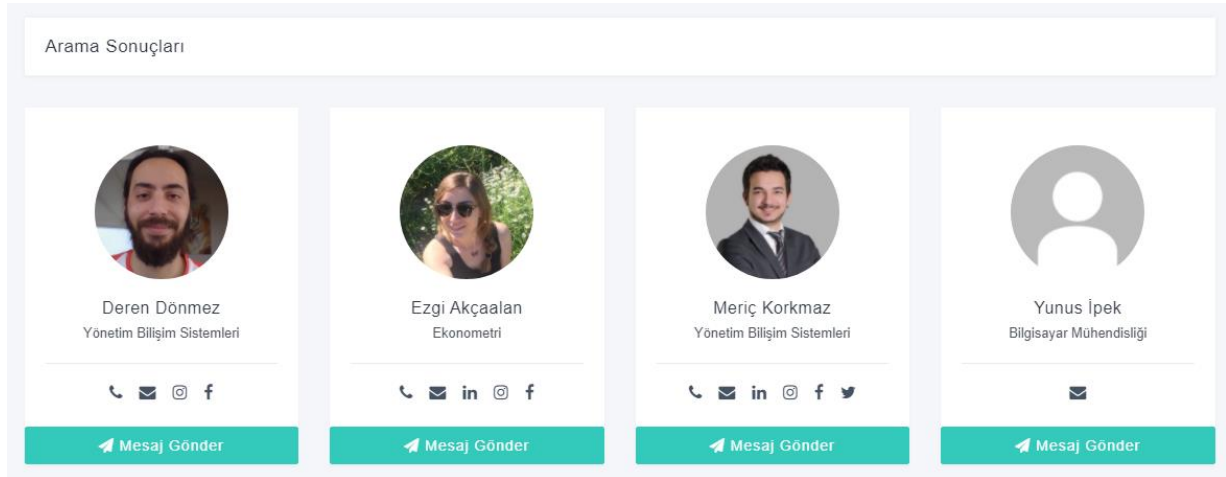 Arama Sonuçları
Deren Dönmez
Yönetim Bilişim Sistemleri
Mesaj Gönder
Ezgi Akçaalan
Ekonometri
Mesaj Gönder
Meriç Korkmaz
Yönetim Bilişim Sistemleri
Mesaj Gönder
Yunus İpek
Bilgisayar Mühendisliği
Mesaj Gönder